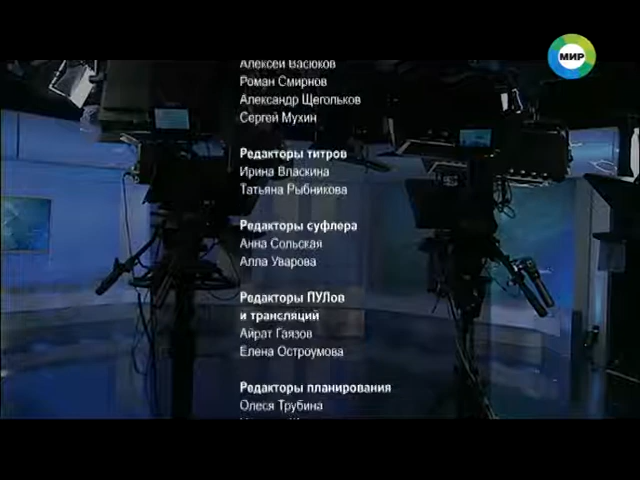 МИР
Алексей Васюков
Роман Смирнов
Александр Щегольков
Сергей Мухин
Редакторы титров
Ирина Власкина
Татьяна Рыбникова
Редакторы суфлера
Анна Сольская
Алла Уварова
Редакторы ПУЛов
и трансляций
Айрат Гаязов
Елена Остроумова
Редакторы планирования
Олеся Трубина